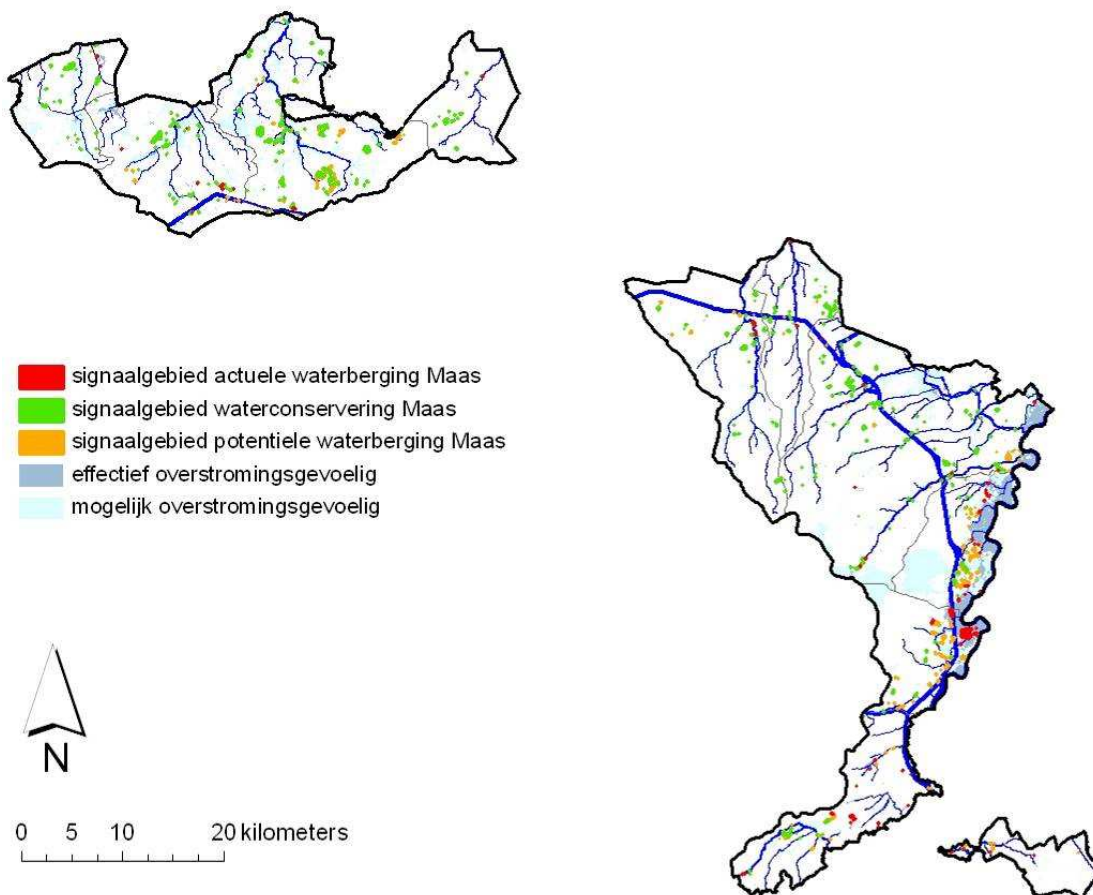 signaalgebied actuele waterberging Maas
signaalgebied waterconservering Maas
signaalgebied potentiele waterberging Maas
effectief overstromingsgevoelig
mogelijk overstromingsgevoelig
N
0 5 10 20 kilometers